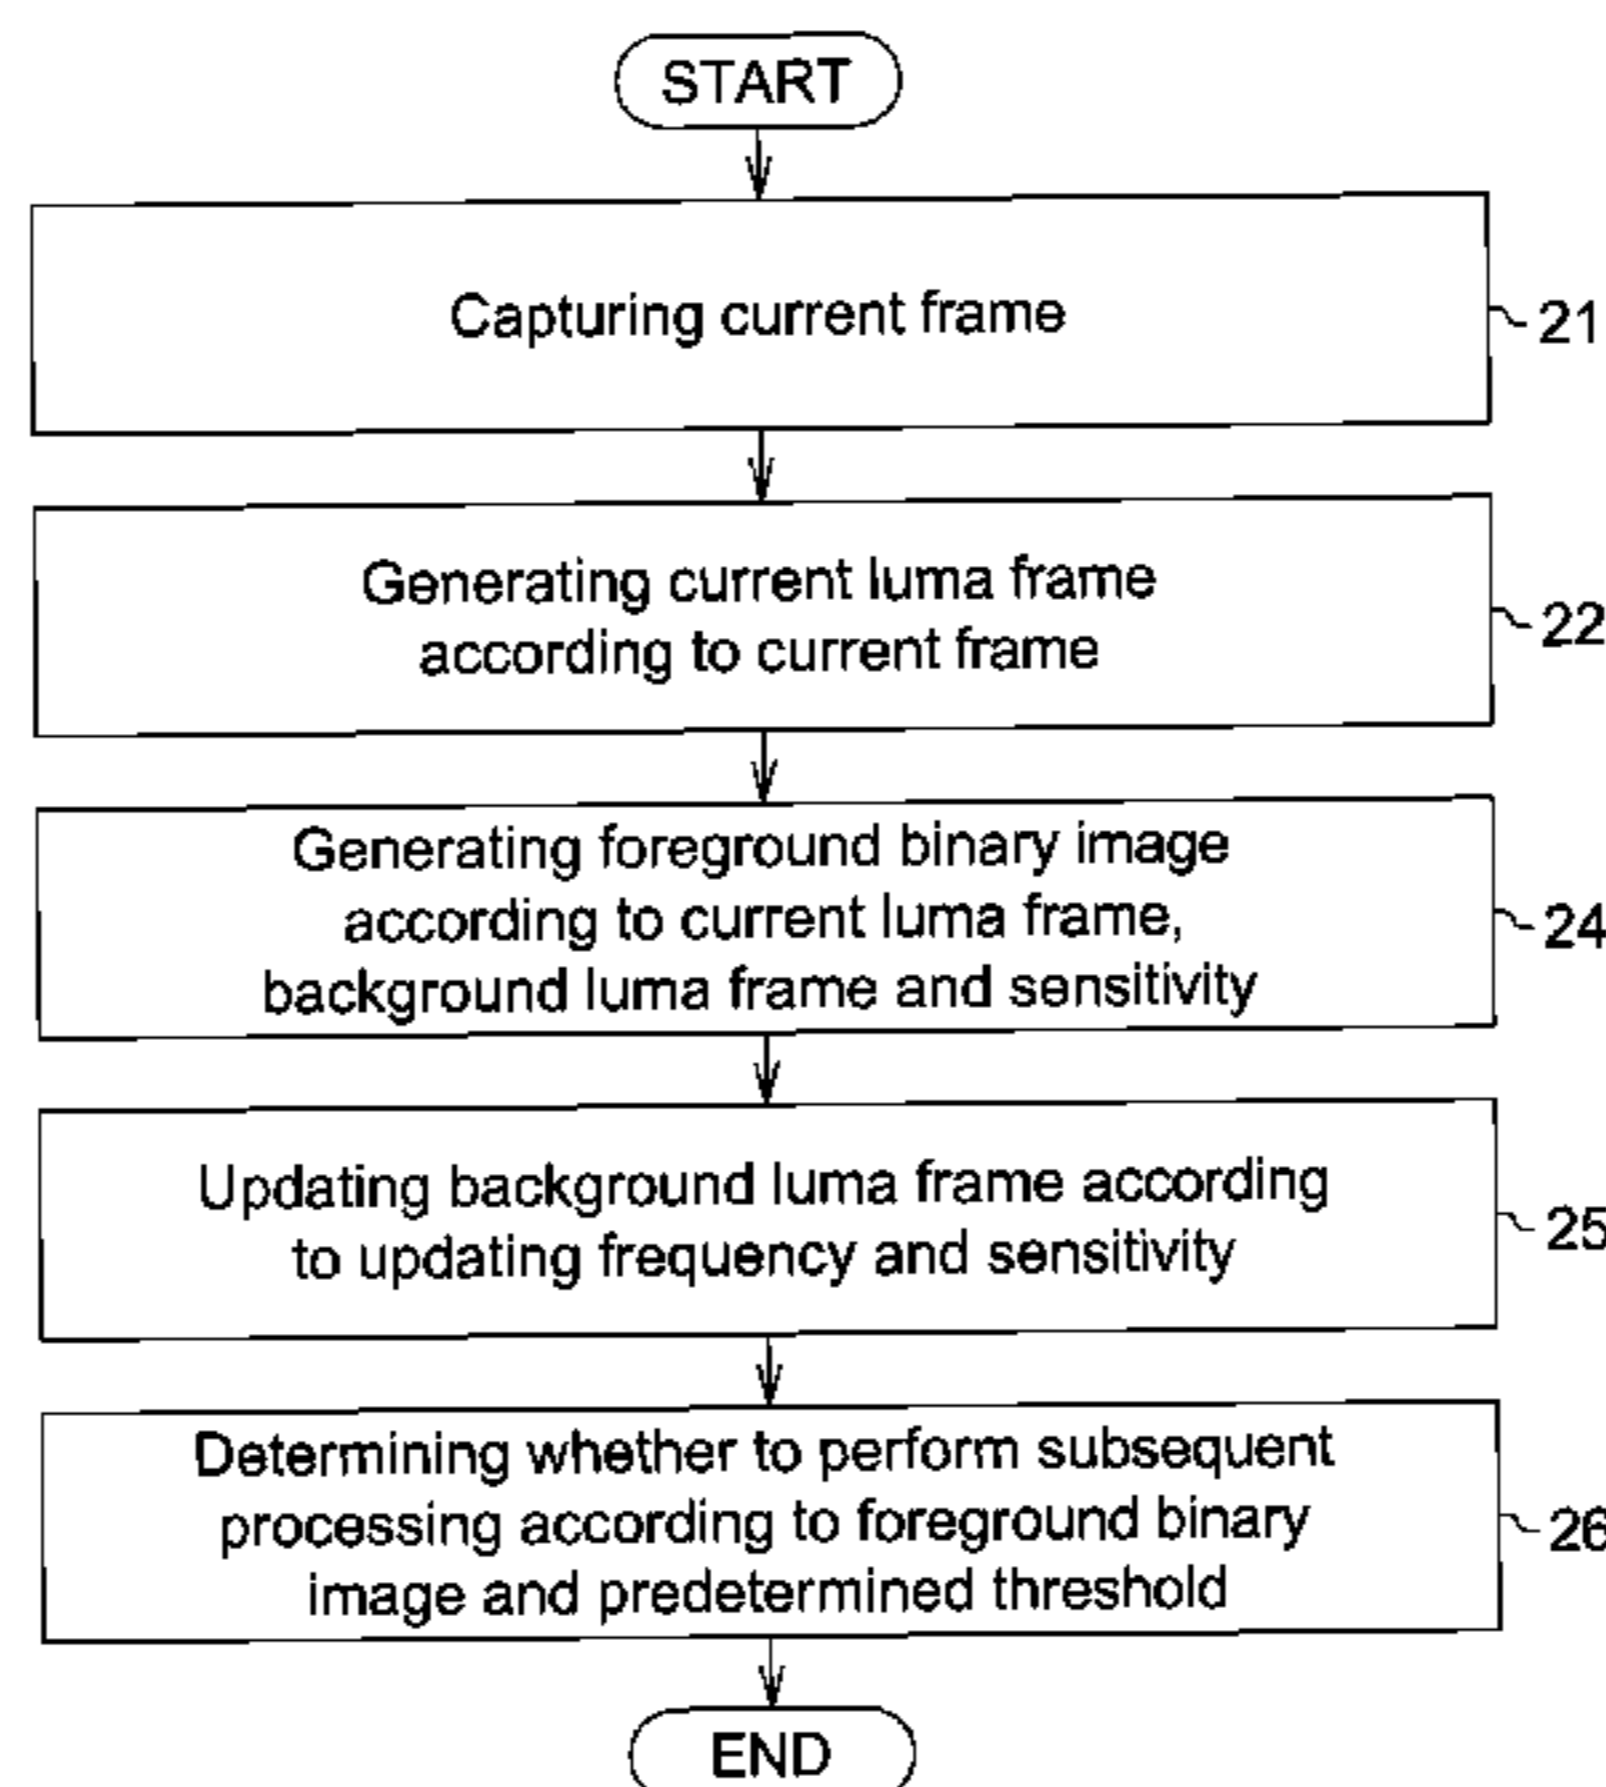 START
Capturing current frame
21
Generating current luma frame
according to current frame
22
Generating foreground binary image
according to current luma frame,
background luma frame and sensitivity
24
Updating background luma frame according
to updating frequency and sensitivity
25
Determining whether to perform subsequent
processing according to foreground binary
image and predetermined threshold
26
END